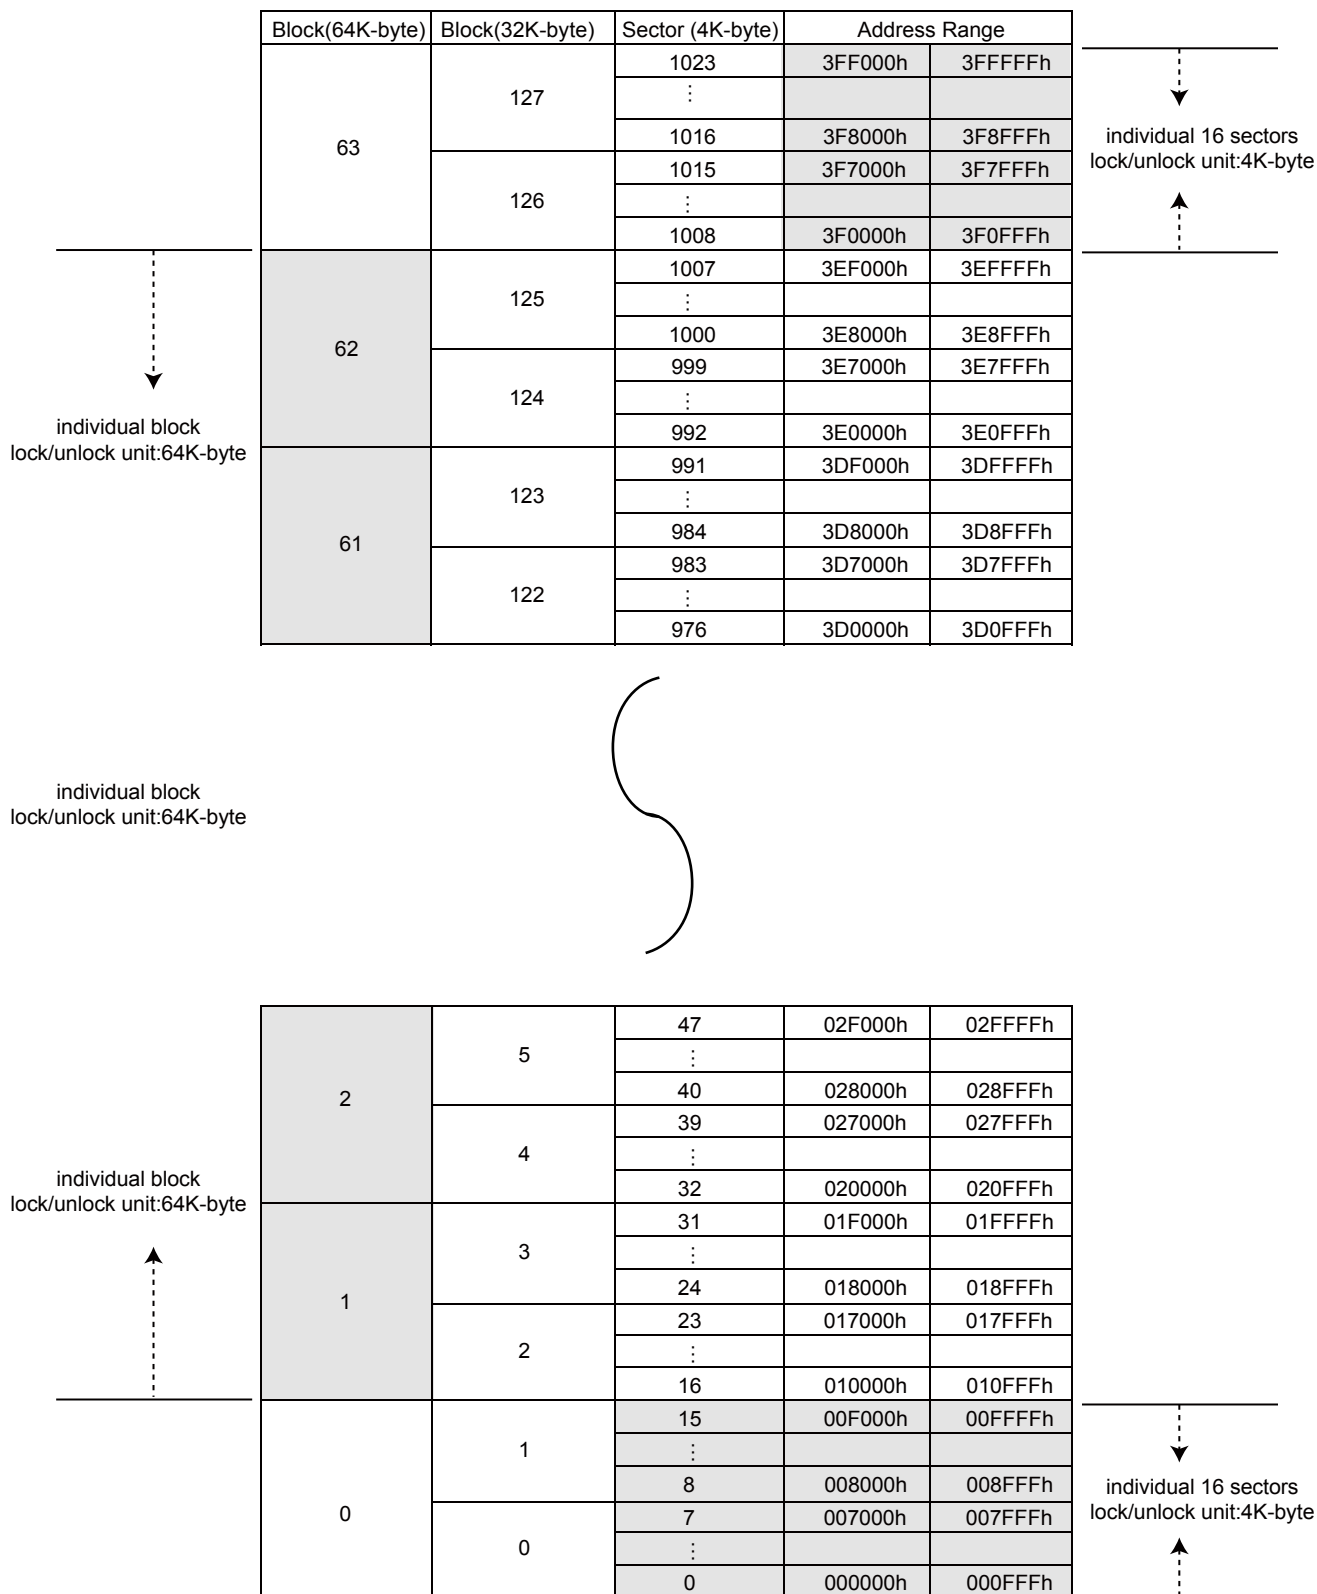 Block(64K-byte) Block(32K-byte) Sector (4K-byte) Address Range
1023 3FF000h 3FFFFFh
127
⋮
1016 3F8000h 3F8FFFh
63
individual 16 sectors
lock/unlock unit:4K-byte
1015 3F7000h 3F7FFFh
126
⋮
1008 3F0000h 3F0FFFh
1007 3EF000h 3EFFFFh
125
⋮
1000 3E8000h 3E8FFFh
62
999 3E7000h 3E7FFFh
124
⋮
individual block
lock/unlock unit:64K-byte
992 3E0000h 3E0FFFh
991 3DF000h 3DFFFFh
123
⋮
984 3D8000h 3D8FFFh
61
983 3D7000h 3D7FFFh
122
⋮
976 3D0000h 3D0FFFh
individual block
lock/unlock unit:64K-byte
47 02F000h 02FFFFh
5
⋮
40 028000h 028FFFh
2
39 027000h 027FFFh
4
⋮
individual block
lock/unlock unit:64K-byte
32 020000h 020FFFh
31 01F000h 01FFFFh
3
⋮
24 018000h 018FFFh
1
23 017000h 017FFFh
2
⋮
16 010000h 010FFFh
15 00F000h 00FFFFh
1
⋮
8 008000h 008FFFh
individual 16 sectors
lock/unlock unit:4K-byte
0
7 007000h 007FFFh
0
⋮
0 000000h 000FFFh